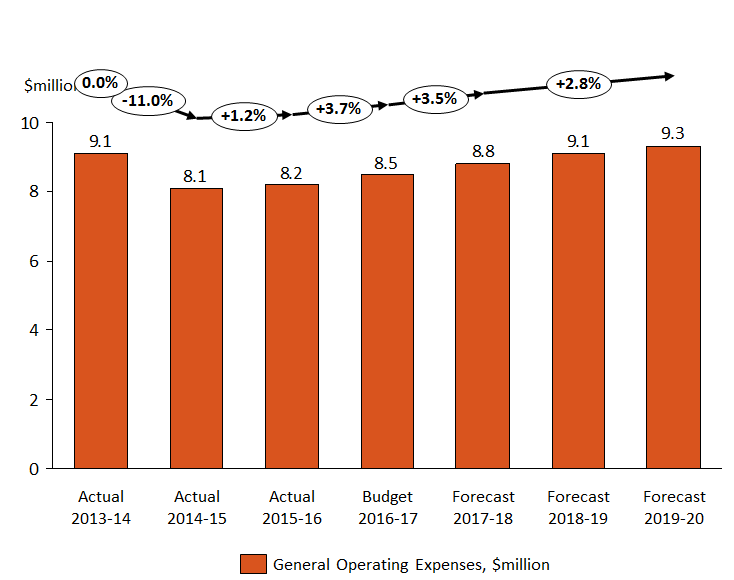 $millio
0.0%
-11.0%
+1.2%
+3.7%
+3.5%
+2.8%
10
8
6
4
2
0
9.1
8.1
8.2
8.5
8.8
9.1
9.3
Actual 2013-14
Actual 2014-15
Actual 2015-16
Budget 2016-17
Forecast 2017-18
Forecast 2018-19
Forecast 2019-20
General Operating Expenses, $million